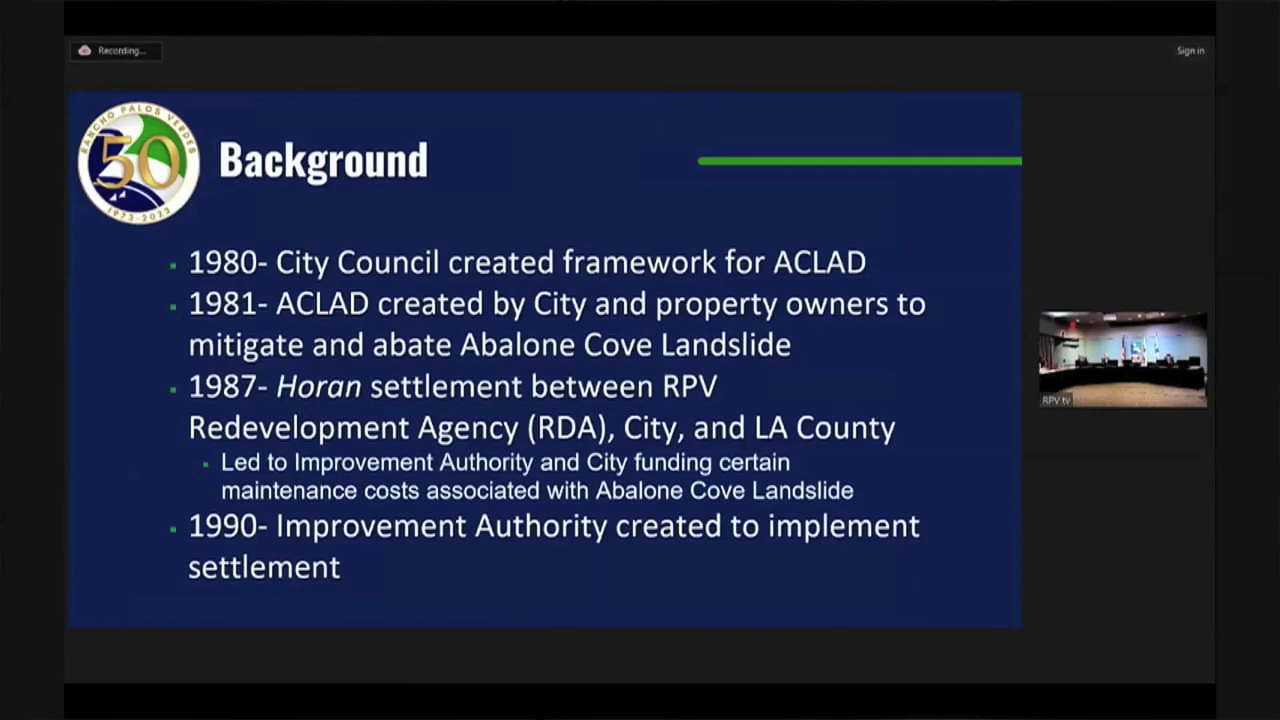 Recording...
Sign in
RANCHO PALOS VERDES
50
1973-2023
Background
1980- City Council created framework for ACLAD
1981- ACLAD created by City and property owners to
mitigate and abate Abalone Cove Landslide
1987- Horan settlement between RPV
Redevelopment Agency (RDA), City, and LA County
Led to Improvement Authority and City funding certain
maintenance costs associated with Abalone Cove Landslide
1990- Improvement Authority created to implement
settlement
RPV tv